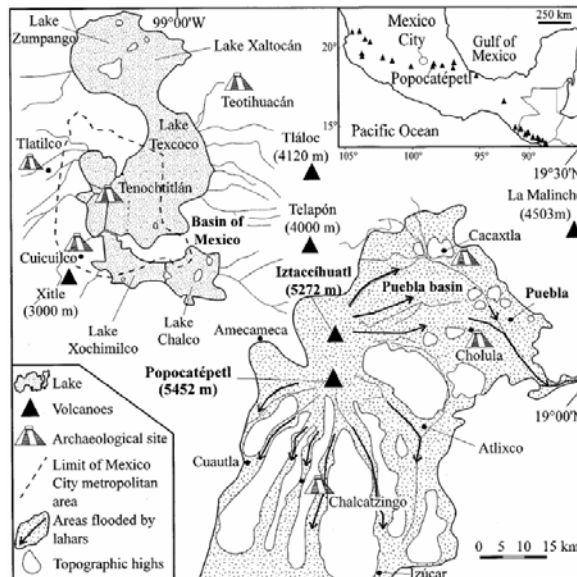 Lake
Zumpango
99°00'W
Lake Xaltocán
Teotihuacán
Lake
Texcoco
Tlatilco
Tenochtitlán
Basin of
Mexico
Cuicuilco
Xitle
(3000 m)
Lake
Xochimilco
Lake
Chalco
Tláloc
(4120 m)
Telapón
(4000 m)
Iztaccíhuatl
(5272 m)
Amecameca
Popocatépetl
(5452 m)
250 km
Mexico
City
Gulf of
Mexico
Popocatépetl
Pacific Ocean
20°
15°
105°
100°
95°
90°
19°30'N
La Malinche
(4503m)
Cacaxtla
Puebla basin
Puebla
Cholula
19°00'N
Atlixco
Cuautla
Chalcatzingo
Izúcar
0 5 10 15 km
Lake
Volcanoes
Archaeological site
Limit of Mexico
City metropolitan
area
Areas flooded by
lahars
Topographic highs